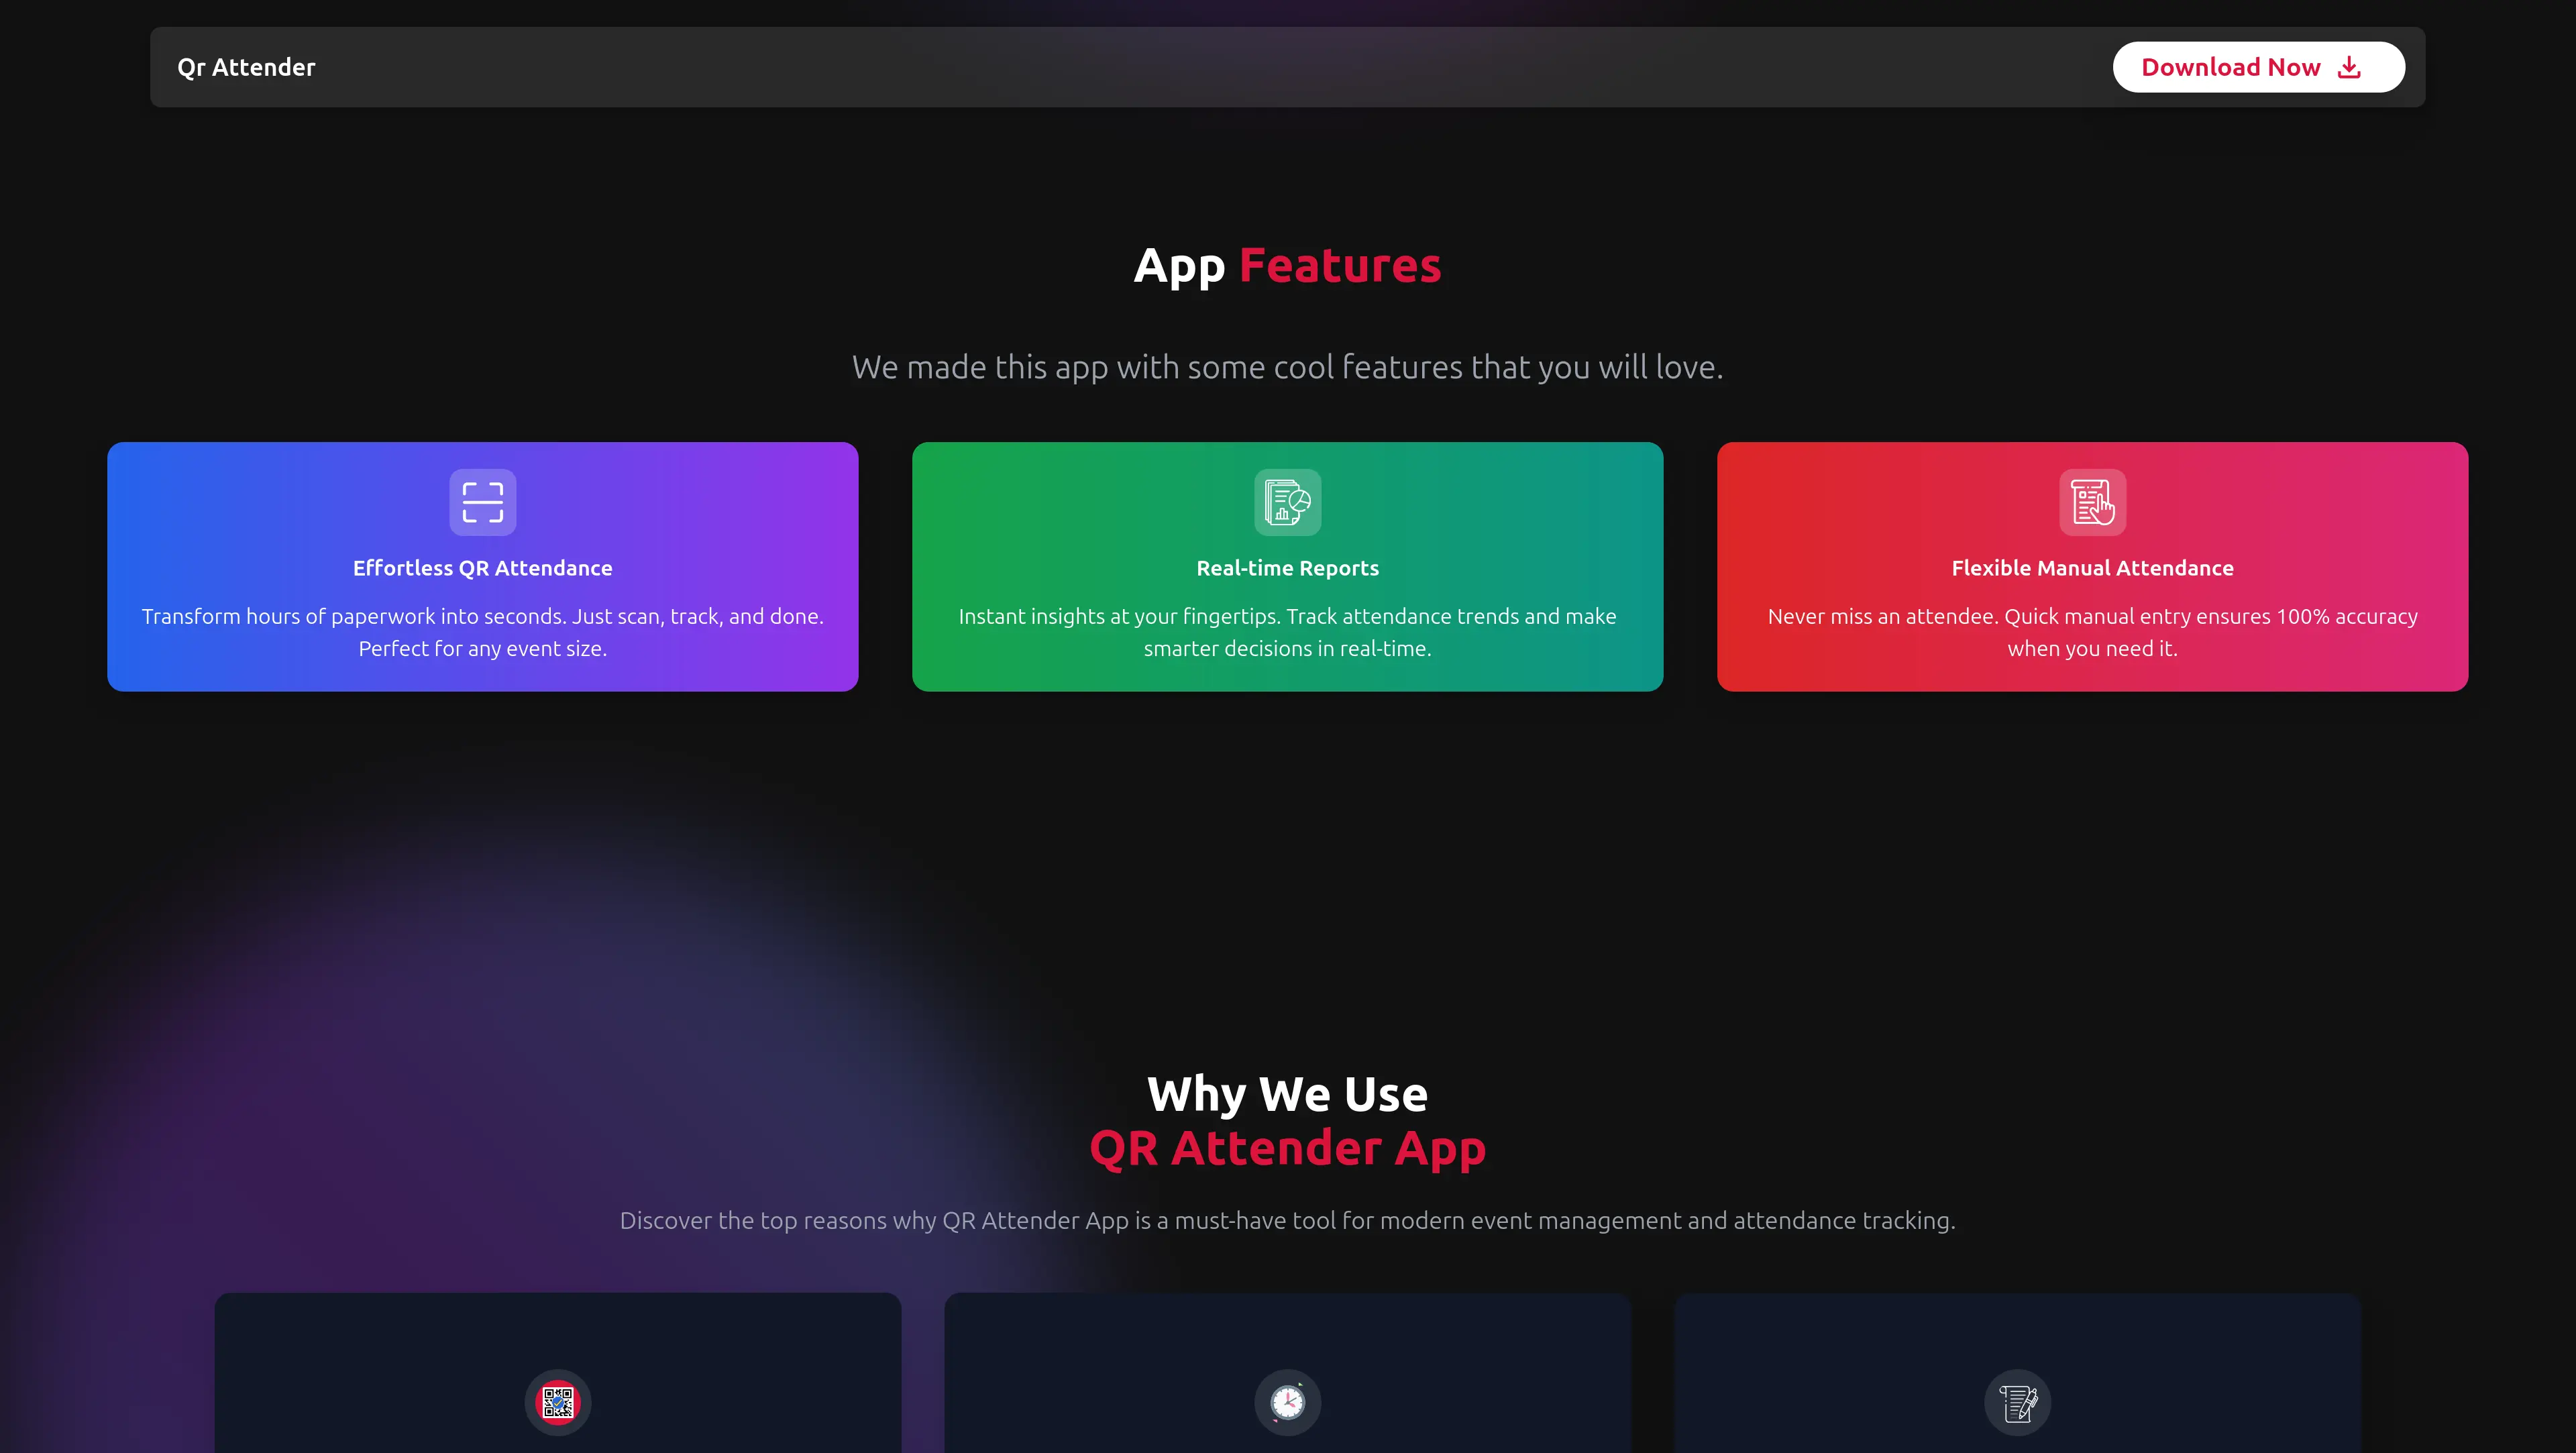 Qr Attender
Download Now
App Features
We made this app with some cool features that you will love.
Effortless QR Attendance
Transform hours of paperwork into seconds. Just scan, track, and done.
Perfect for any event size.
Real-time Reports
Instant insights at your fingertips. Track attendance trends and make
smarter decisions in real-time.
Flexible Manual Attendance
Never miss an attendee. Quick manual entry ensures 100% accuracy
when you need it.
Why We Use
QR Attender App
Discover the top reasons why QR Attender App is a must-have tool for modern event management and attendance tracking.